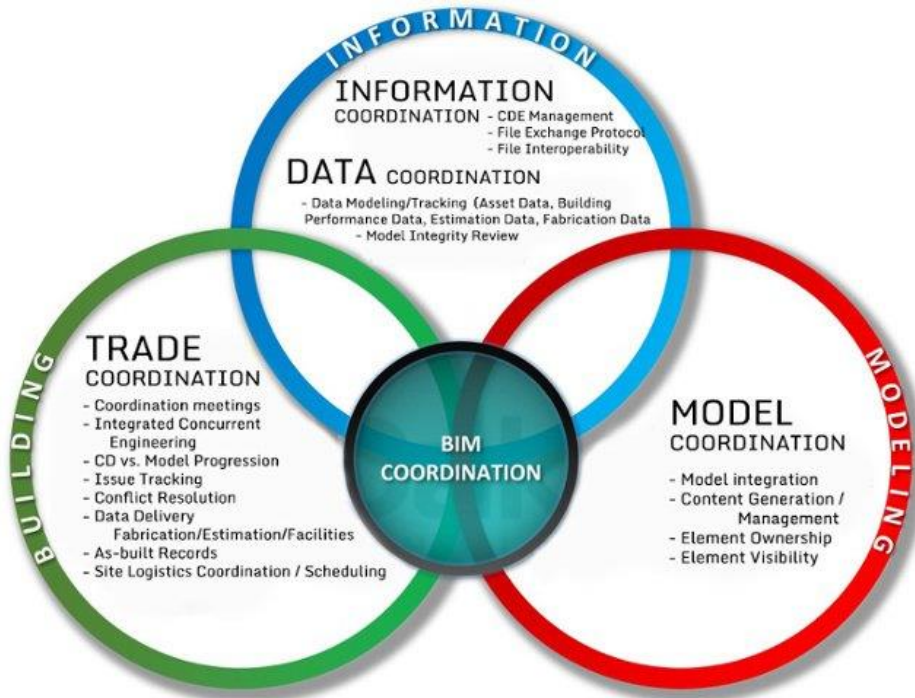 INFORMATION
INFORMATION
COORDINATION - CDE Management
- File Exchange Protocol
- File Interoperability
DATA COORDINATION
- Data Modeling/Tracking (Asset Data, Building
Performance Data, Estimation Data, Fabrication Data
- Model Integrity Review
BUILDING
TRADE
COORDINATION
- Coordination meetings
- Integrated Concurrent
Engineering
- CD vs. Model Progression
- Issue Tracking
- Conflict Resolution
- Data Delivery
Fabrication/Estimation/Facilities
- As-built Records
- Site Logistics Coordination / Scheduling
BIM
COORDINATION
MODELING
MODEL
COORDINATION
- Model integration
- Content Generation /
Management
- Element Ownership
- Element Visibility